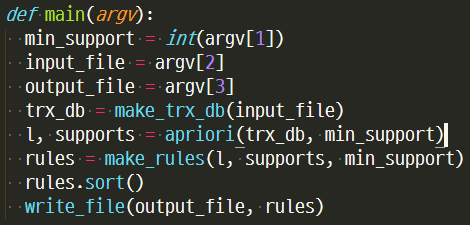 def main(argv):
  min_support = int(argv[1])
  input_file = argv[2]
  output_file = argv[3]
  trx_db = make_trx_db(input_file)
  l, supports = apriori(trx_db, min_support)
  rules = make_rules(l, supports, min_support)
  rules.sort()
  write_file(output_file, rules)